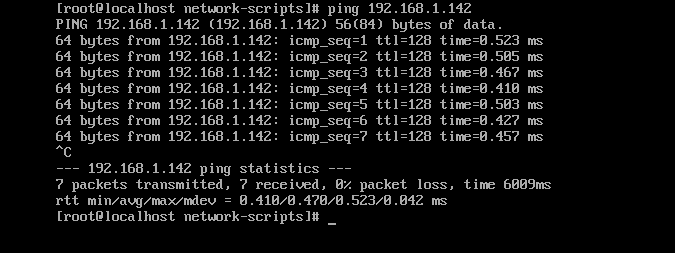 [root@localhost network-scripts]# ping 192.168.1.142
PING 192.168.1.142 (192.168.1.142) 56(84) bytes of data.
64 bytes from 192.168.1.142: icmp_seq=1 ttl=128 time=0.523 ms
64 bytes from 192.168.1.142: icmp_seq=2 ttl=128 time=0.505 ms
64 bytes from 192.168.1.142: icmp_seq=3 ttl=128 time=0.467 ms
64 bytes from 192.168.1.142: icmp_seq=4 ttl=128 time=0.410 ms
64 bytes from 192.168.1.142: icmp_seq=5 ttl=128 time=0.503 ms
64 bytes from 192.168.1.142: icmp_seq=6 ttl=128 time=0.427 ms
64 bytes from 192.168.1.142: icmp_seq=7 ttl=128 time=0.457 ms
^C
--- 192.168.1.142 ping statistics ---
7 packets transmitted, 7 received, 0% packet loss, time 6009ms
rtt min/avg/max/mdev = 0.410/0.470/0.523/0.042 ms
[root@localhost network-scripts]# _